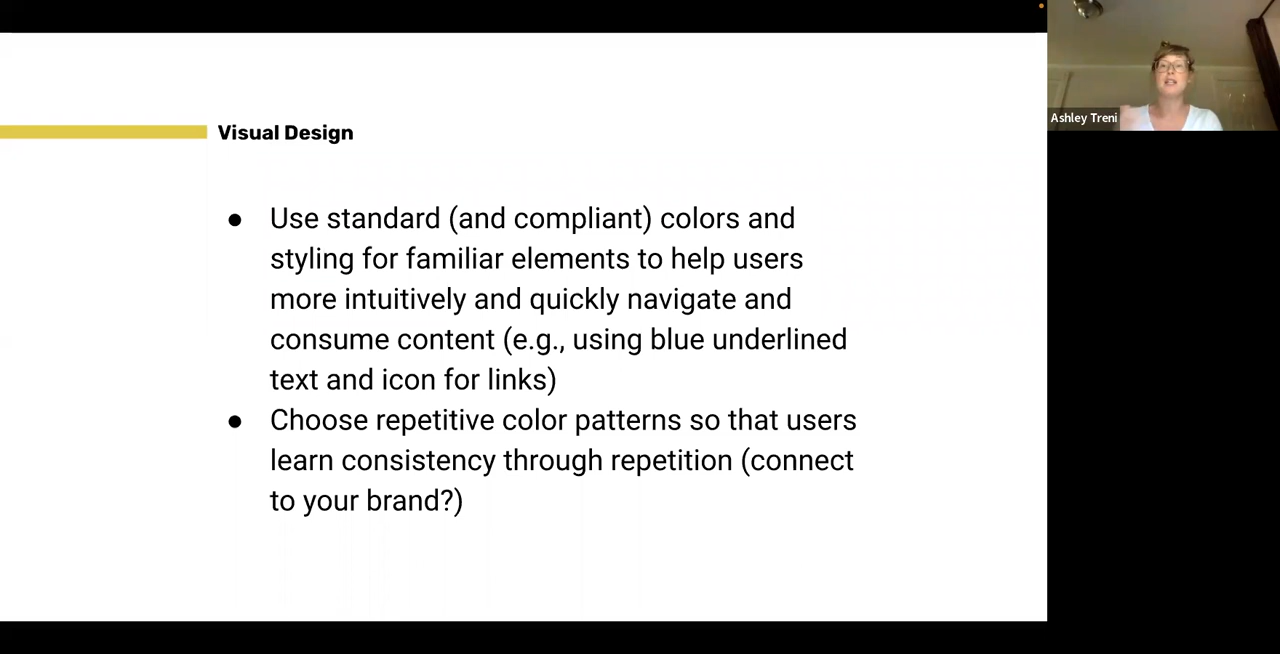 Visual Design
● Use standard (and compliant) colors and
styling for familiar elements to help users
more intuitively and quickly navigate and
consume content (e.g., using blue underlined
text and icon for links)
● Choose repetitive color patterns so that users
learn consistency through repetition (connect
to your brand?)
Ashley Treni